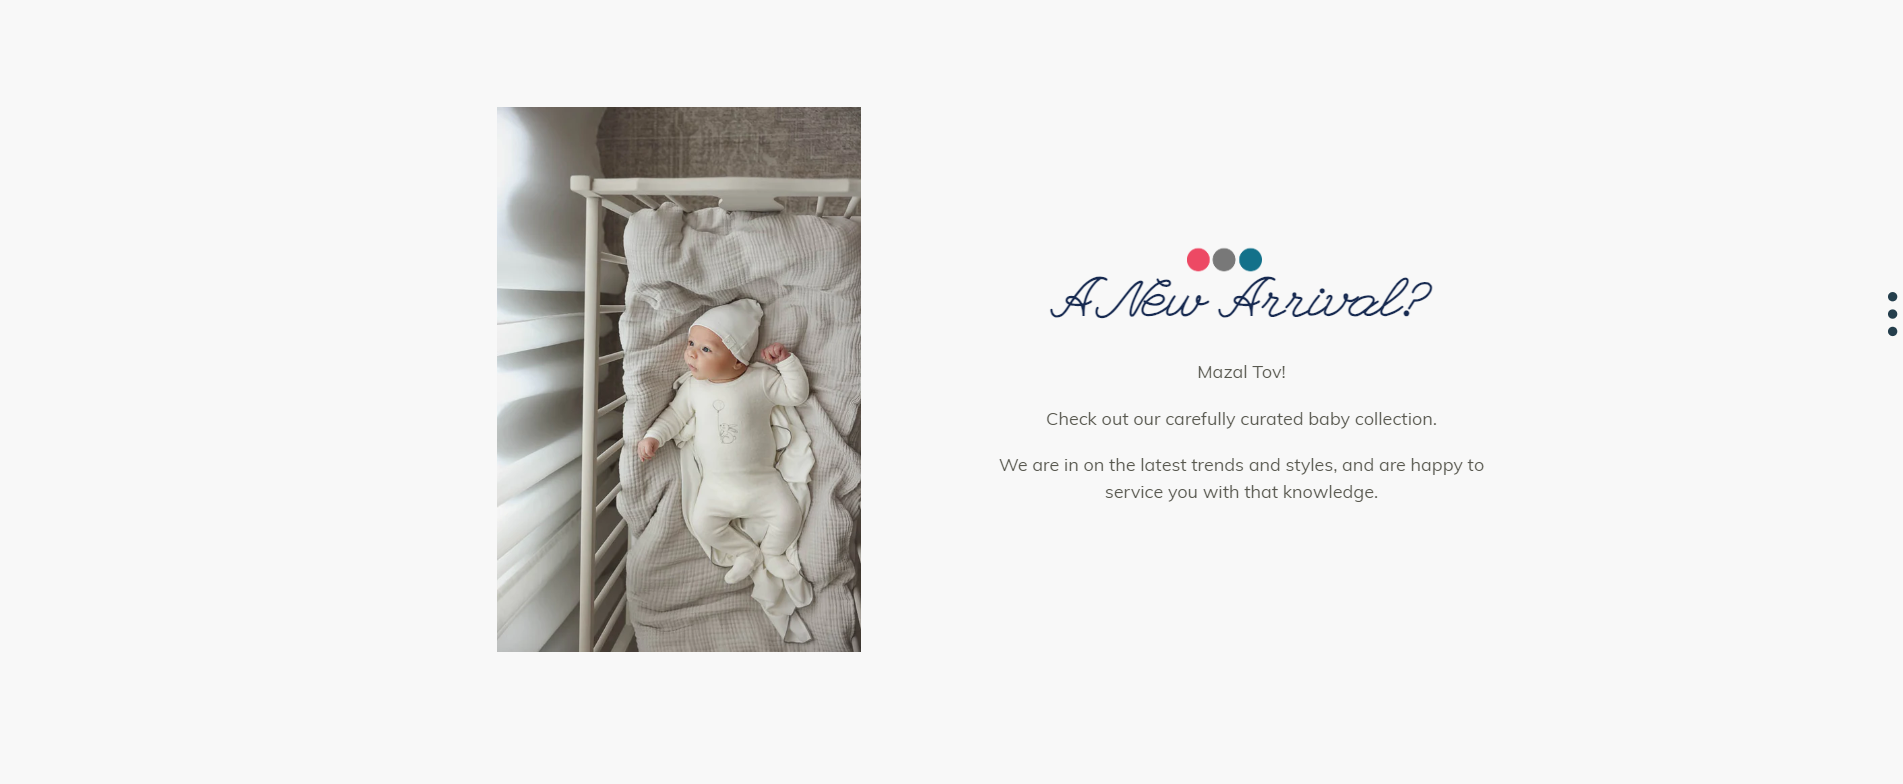 A New Arrival?
Mazal Tov!
Check out our carefully curated baby collection.
We are in on the latest trends and styles, and are happy to
service you with that knowledge.